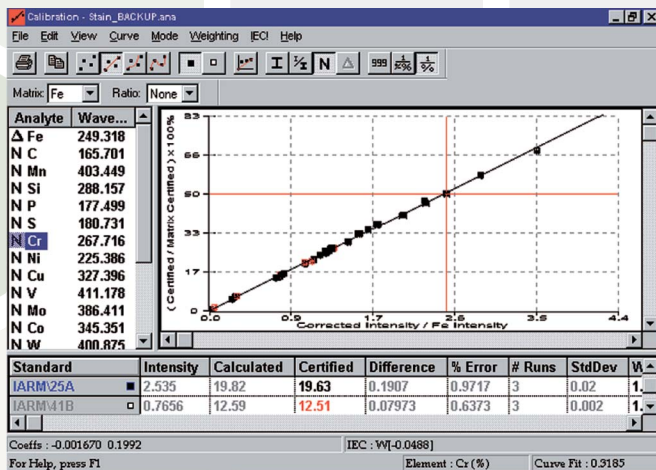 Calibration - Stain_BACKUP.ana
File Edit View Curve Mode Weighting IEC! Help
Matrix: Fe Ratio: None
Analyte Wave...
Δ Fe 249.318
N C 165.701
N Mn 403.449
N Si 288.157
N P 177.499
N S 180.731
N Cr 267.716
N Ni 225.386
N Cu 327.396
N V 411.178
N Mo 386.411
N Co 345.351
N W 400.875
( Certified / Matrix Certified ) x 100%
83
66
50
33
17
0
0.0 0.9 1.7 2.6 3.5 4.4
Corrected Intensity / Fe Intensity
Standard Intensity Calculated Certified Difference % Error # Runs StdDev
IARM\25A 2.535 19.82 19.63 0.1907 0.9717 3 0.02 1.
IARM\41B 0.7656 12.59 12.51 0.07973 0.6373 3 0.002 1.
Coeffs : -0.001670 0.1992 IEC : W[-0.0488]
For Help, press F1 Element : Cr (%) Curve Fit : 0.3185